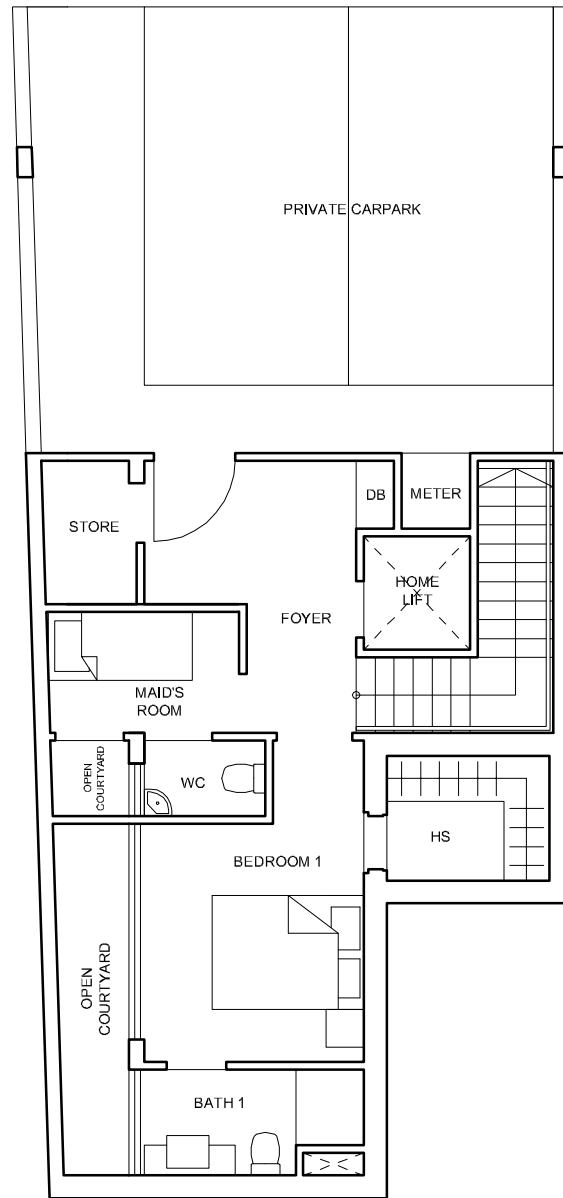 PRIVATE CARPARK
STORE
DB
METER
HOME
LIFT
FOYER
MAID'S
ROOM
OPEN
COURTYARD
WC
BEDROOM 1
HS
OPEN
COURTYARD
BATH 1